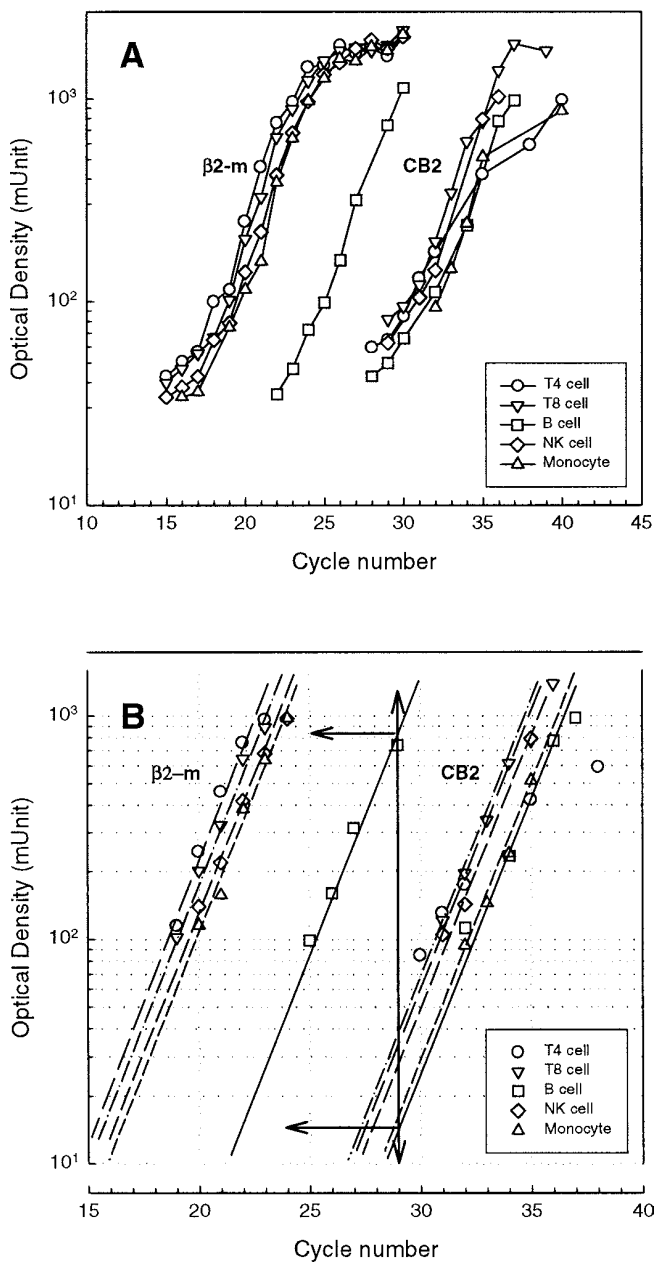 A
β2-m
CB2
Optical Density (mUnit)
10³
10²
10¹
T4 cell
T8 cell
B cell
NK cell
Monocyte
10 15 20 25 30 35 40 45
Cycle number
B
β2–m
CB2
Optical Density (mUnit)
10³
10²
10¹
T4 cell
T8 cell
B cell
NK cell
Monocyte
15 20 25 30 35 40
Cycle number